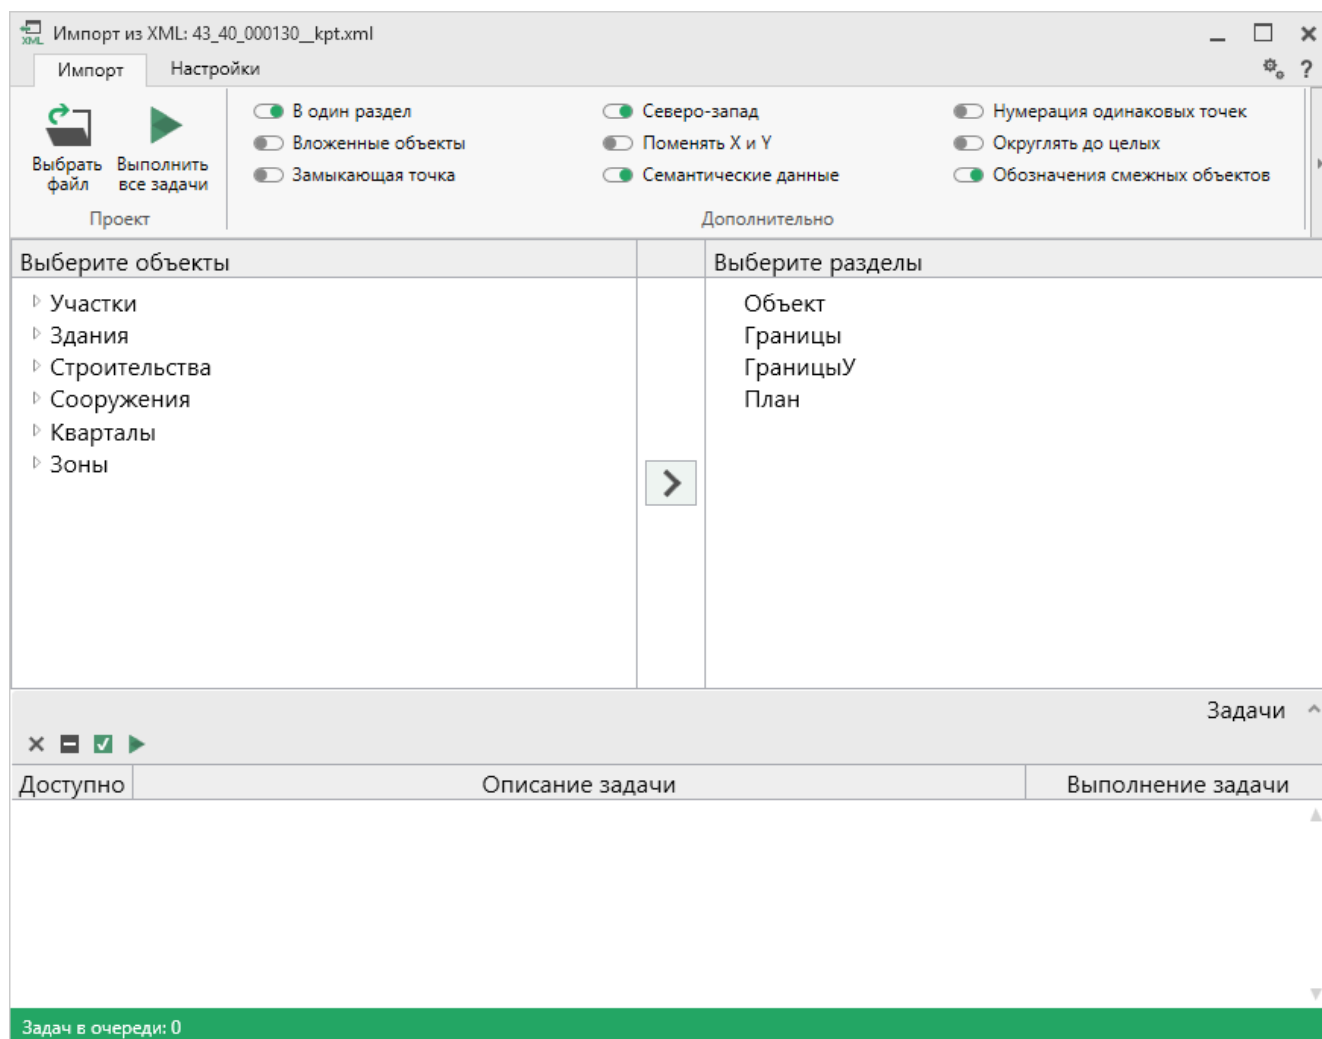 XML Импорт из XML: 43_40_000130__kpt.xml
Импорт Настройки ?
Выбрать файл
Выполнить все задачи
Проект
В один раздел
Вложенные объекты
Замыкающая точка
Северо-запад
Поменять X и Y
Семантические данные
Нумерация одинаковых точек
Округлять до целых
Обозначения смежных объектов
Дополнительно
Выберите объекты
Участки
Здания
Строительства
Сооружения
Кварталы
Зоны
Выберите разделы
Объект
Границы
ГраницыУ
План
Задачи
Доступно Описание задачи Выполнение задачи
Задач в очереди: 0